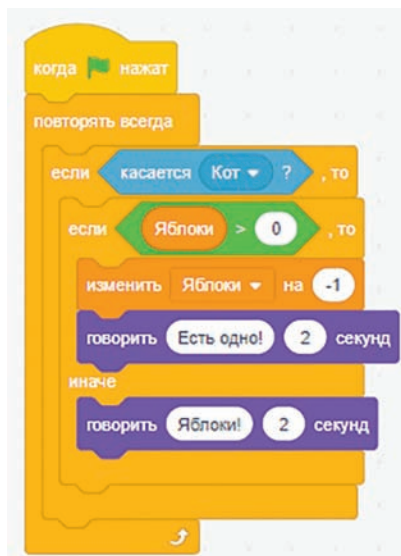 когда нажат
повторять всегда
если касается Кот ? , то
если Яблоки > 0 , то
изменить Яблоки на -1
говорить Есть одно! 2 секунд
иначе
говорить Яблоки! 2 секунд